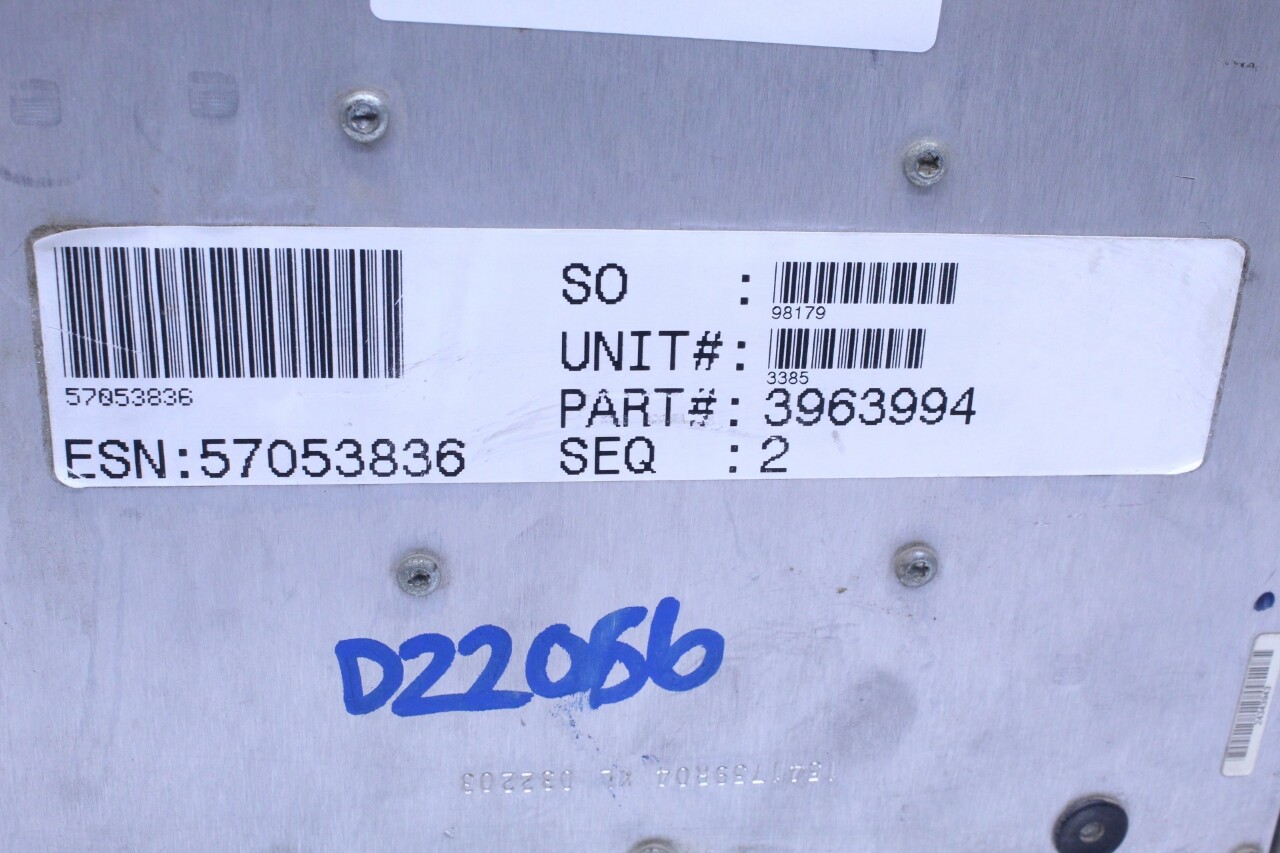 SO :
98179
UNIT#:
3385
57053836
PART#: 3963994
ESN:57053836
SEQ :2
D22066